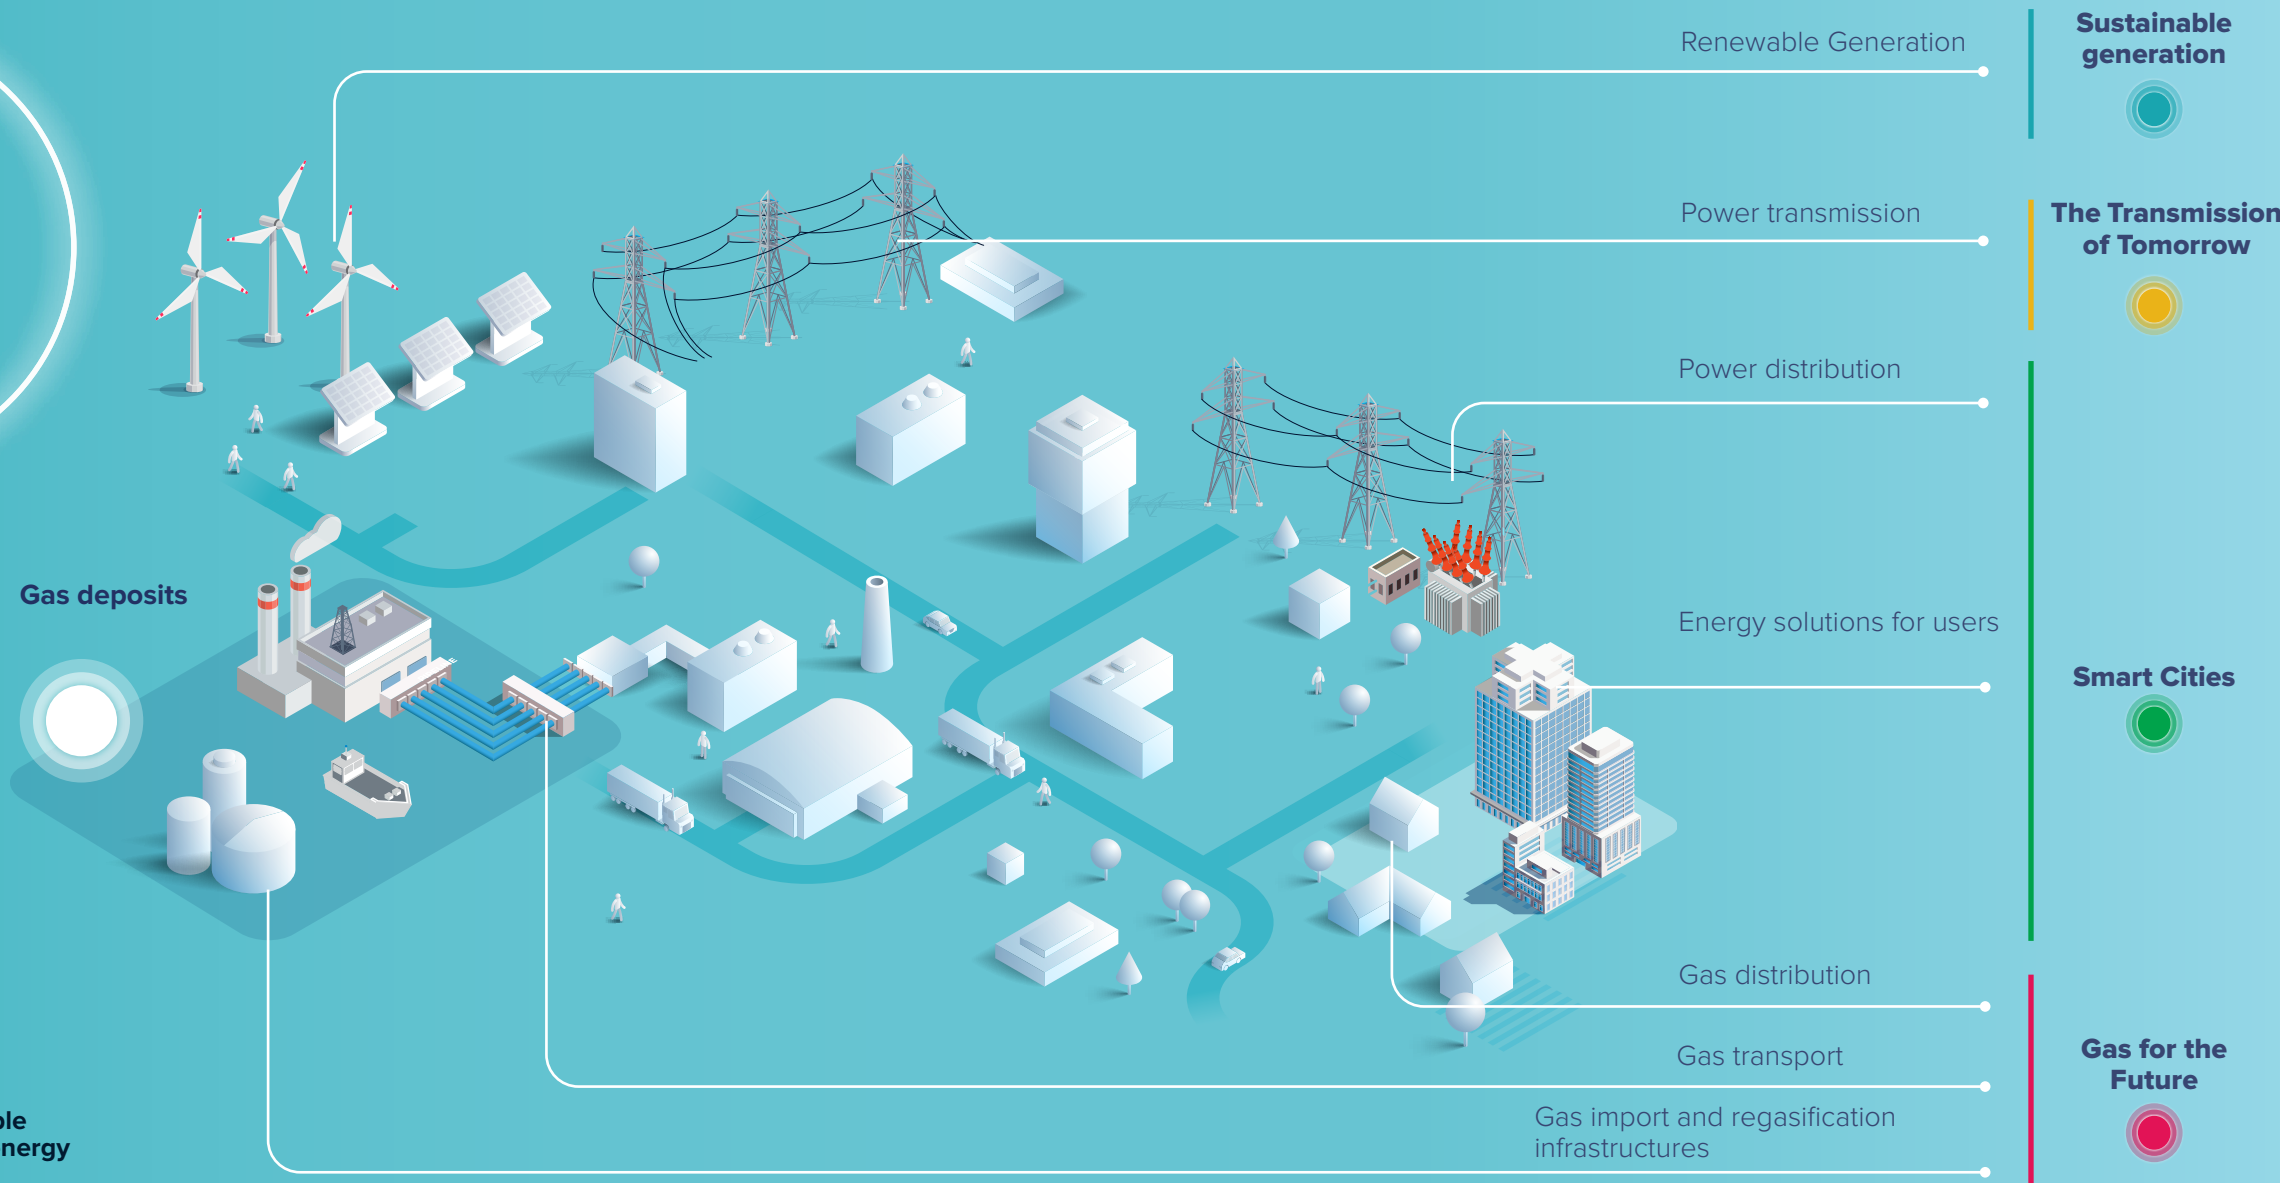 Renewable Generation
Sustainable
generation
Power transmission
The Transmission
of Tomorrow
Power distribution
Gas deposits
Energy solutions for users
Smart Cities
Gas distribution
Gas transport
Gas for the
Future
Gas import and regasification
infrastructures